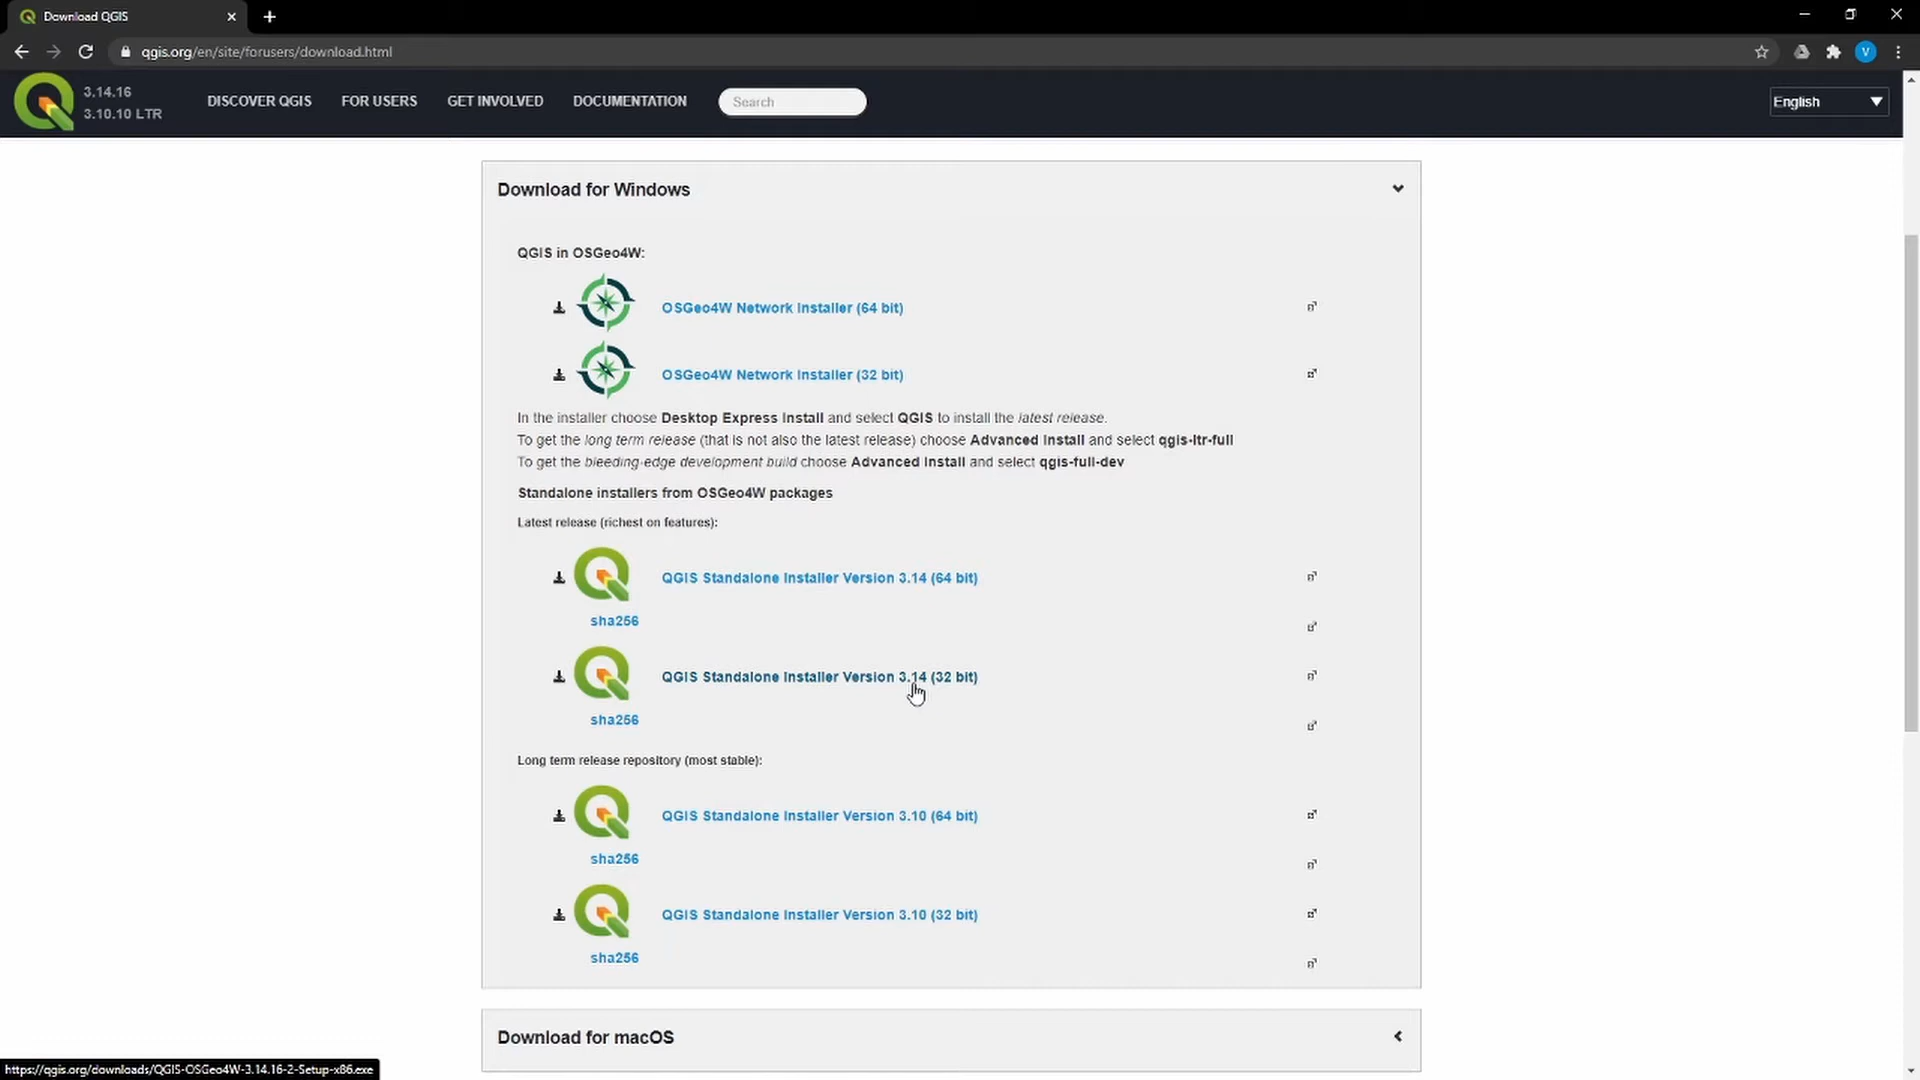 Download QGIS
qgis.org/en/site/forusers/download.html
V
3.14.16
3.10.10 LTR
DISCOVER QGIS
FOR USERS
GET INVOLVED
DOCUMENTATION
Search
English
Download for Windows
QGIS in OSGeo4W:
OSGeo4W Network Installer (64 bit)
OSGeo4W Network Installer (32 bit)
In the installer choose Desktop Express Install and select QGIS to install the latest release.
To get the long term release (that is not also the latest release) choose Advanced Install and select qgis-ltr-full
To get the bleeding-edge development build choose Advanced Install and select qgis-full-dev
Standalone installers from OSGeo4W packages
Latest release (richest on features):
QGIS Standalone Installer Version 3.14 (64 bit)
sha256
QGIS Standalone Installer Version 3.14 (32 bit)
sha256
Long term release repository (most stable):
QGIS Standalone Installer Version 3.10 (64 bit)
sha256
QGIS Standalone Installer Version 3.10 (32 bit)
sha256
Download for macOS
https://qgis.org/downloads/QGIS-OSGeo4W-3.14.16-2-Setup-x86.exe